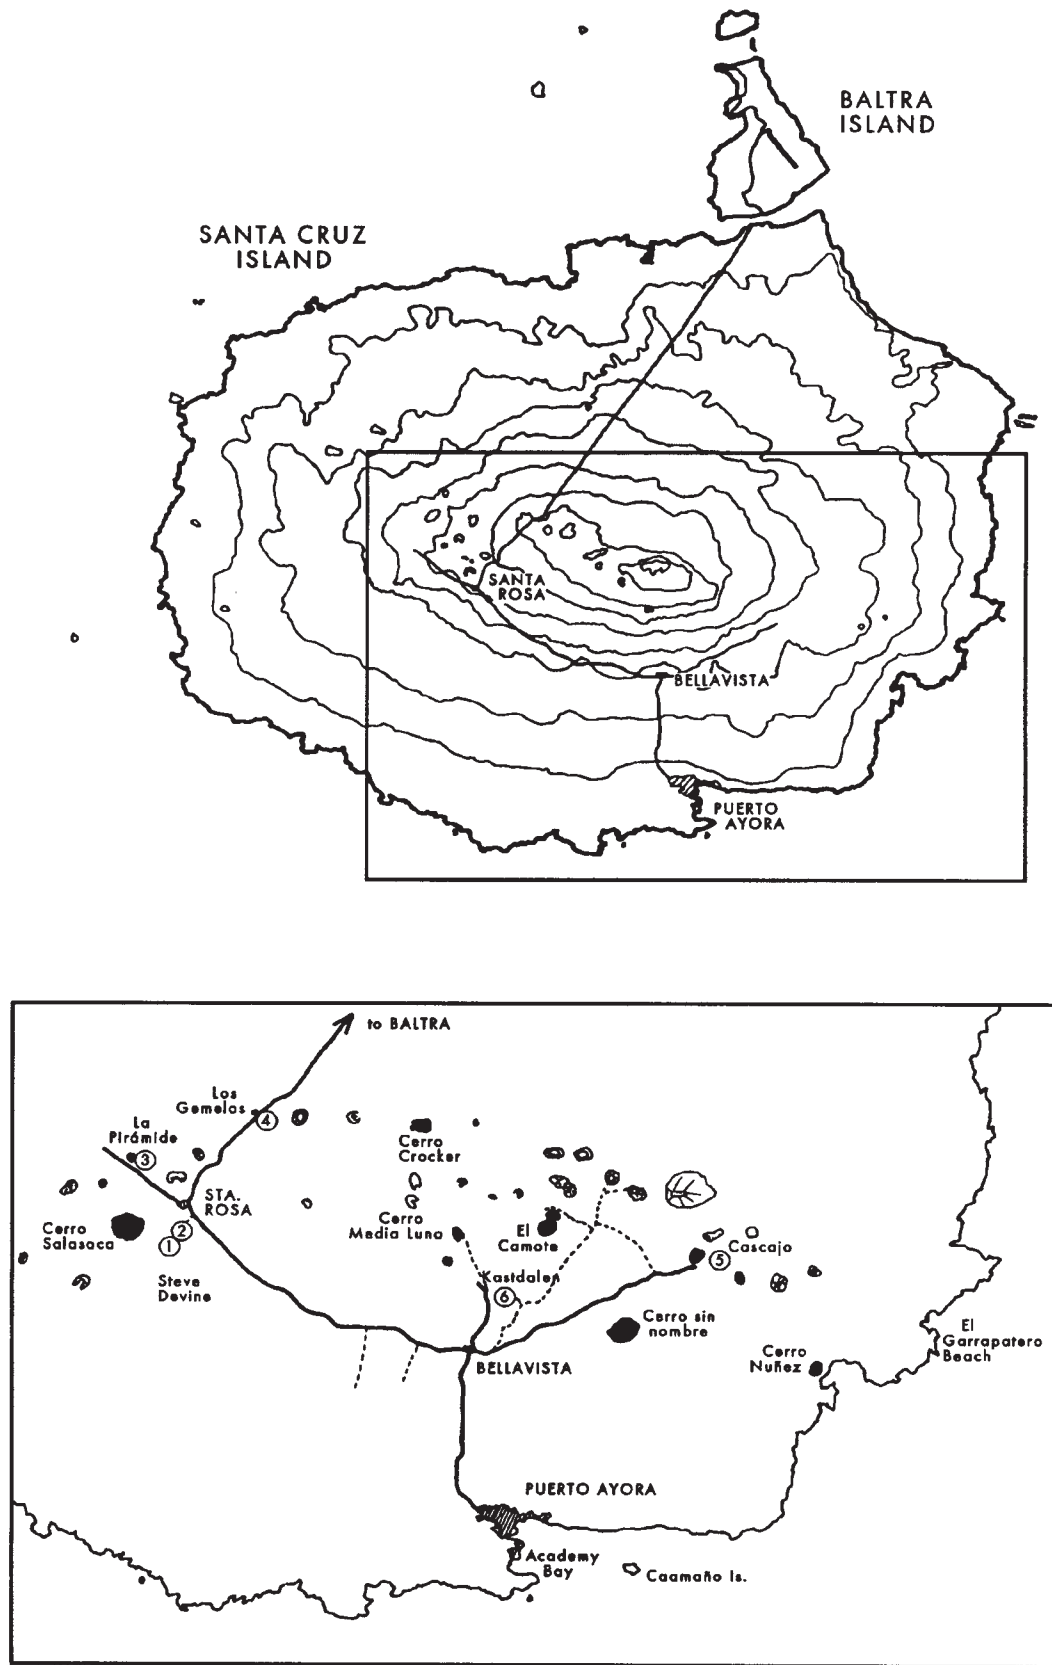 BALTRA
ISLAND
SANTA CRUZ
ISLAND
SANTA
ROSA
BELLAVISTA
PUERTO
AYORA
to BALTRA
Los
Gemelos
4
La
Pirámide
3
Cerro
Crocker
STA.
ROSA
Cerro
Salasaca
2
1
Steve
Devine
Cerro
Media Luna
El
Camote
Cascajo
5
Kastdalen
6
Cerro sin
nombre
El
Garrapatero
Beach
Cerro
Nuñez
BELLAVISTA
PUERTO AYORA
Academy
Bay
Caamaño Is.